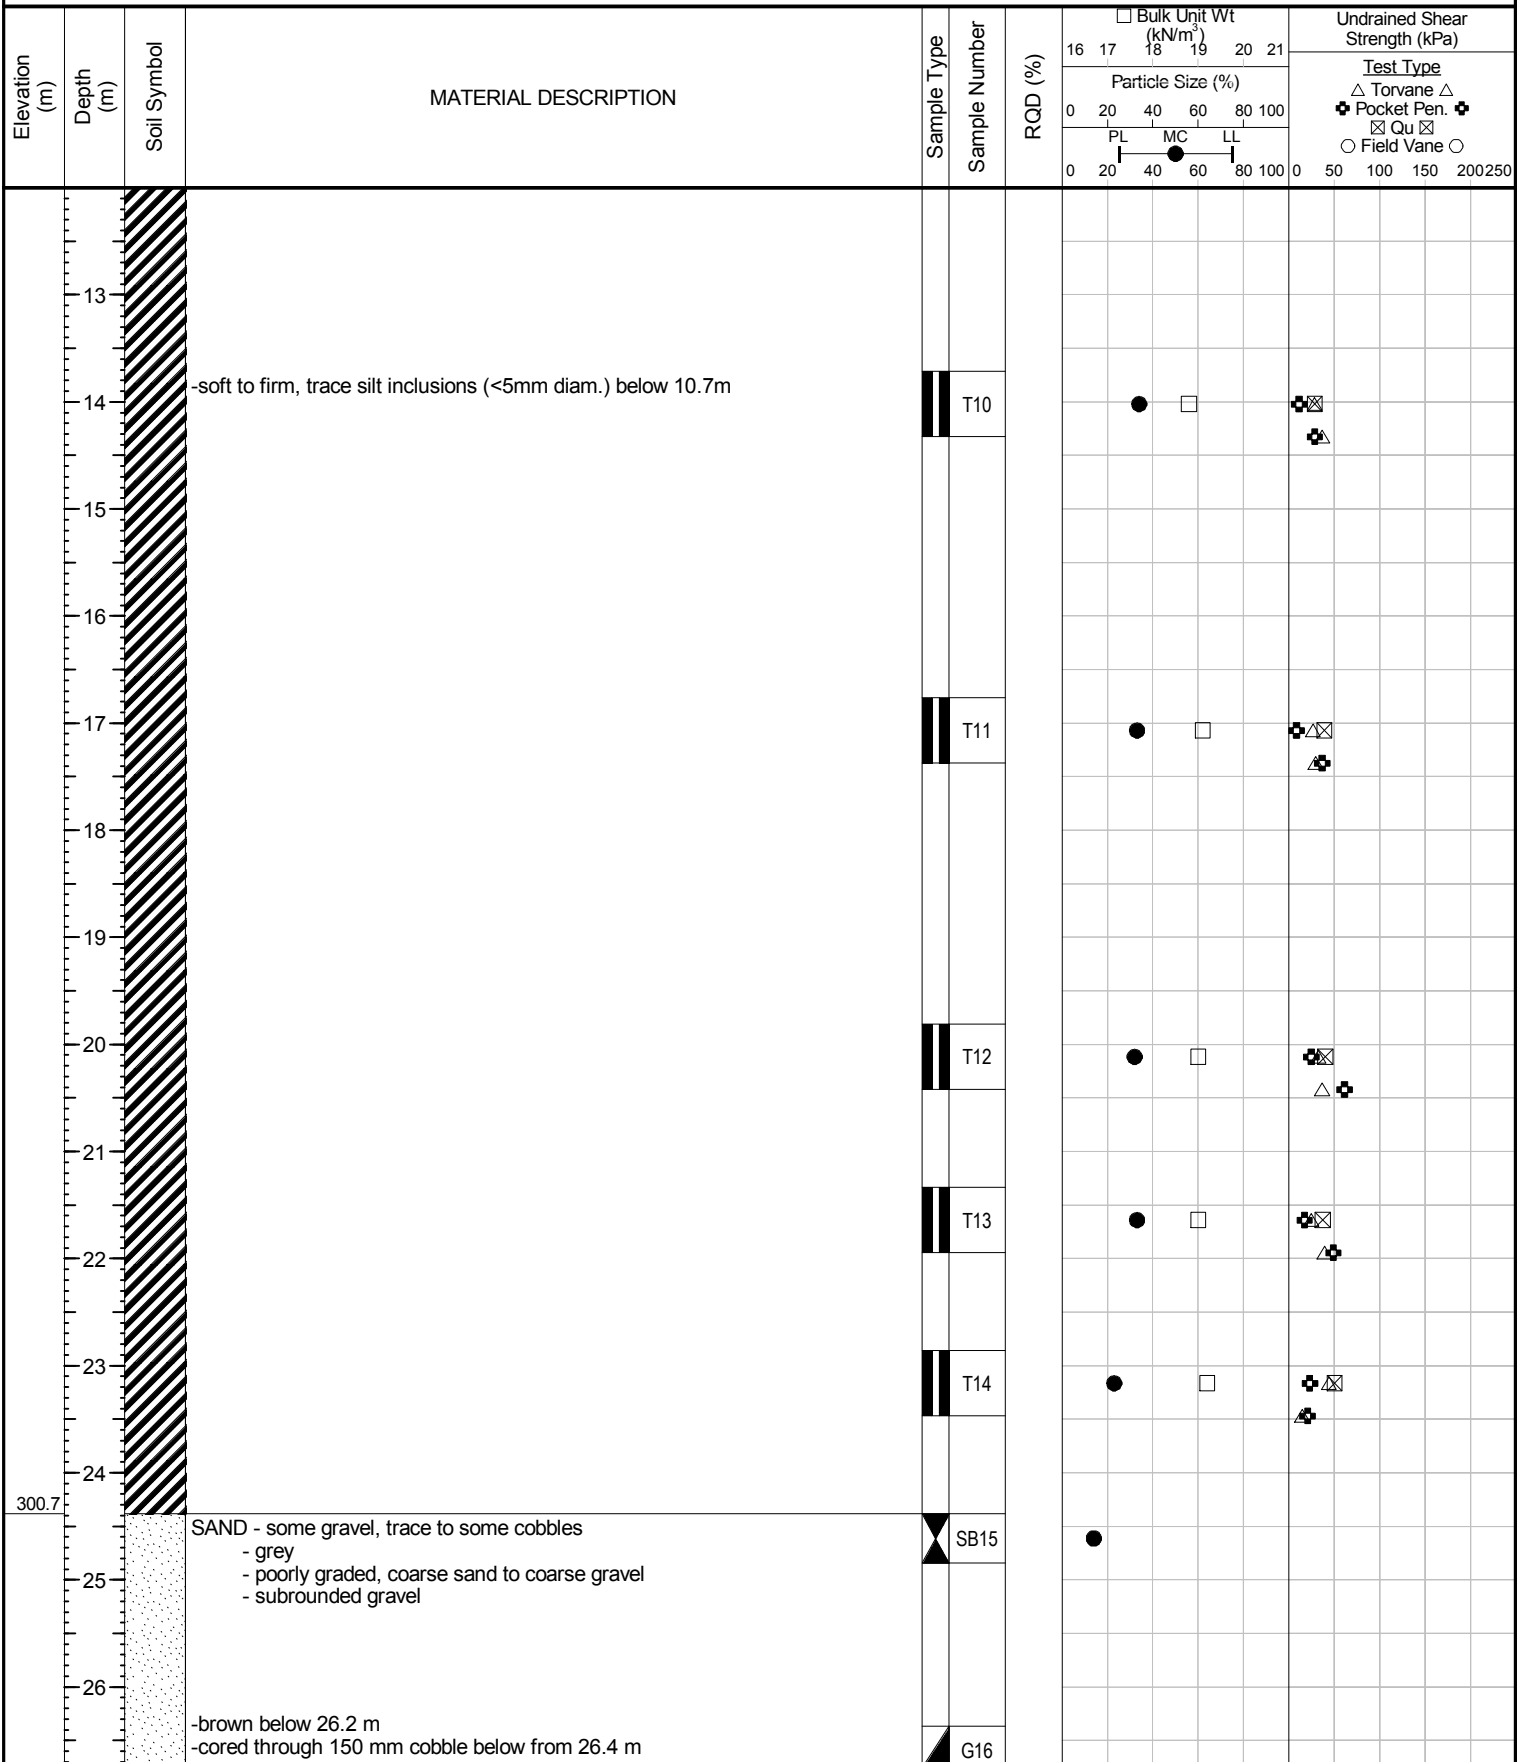 Elevation (m)
Depth (m)
Soil Symbol
MATERIAL DESCRIPTION
Sample Type
Sample Number
RQD (%)
Bulk Unit Wt
(kN/m³)
16 17 18 19 20 21
Particle Size (%)
0 20 40 60 80 100
PL MC LL
0 20 40 60 80 100
Undrained Shear
Strength (kPa)
Test Type
△ Torvane △
Pocket Pen.
☒ Qu ☒
○ Field Vane ○
0 50 100 150 200 250
13
-soft to firm, trace silt inclusions (<5mm diam.) below 10.7m
14
T10
15
16
17
T11
18
19
20
T12
21
T13
22
23
T14
24
300.7
SAND - some gravel, trace to some cobbles
SB15
- grey
- poorly graded, coarse sand to coarse gravel
25
- subrounded gravel
26
-brown below 26.2 m
-cored through 150 mm cobble below from 26.4 m
G16